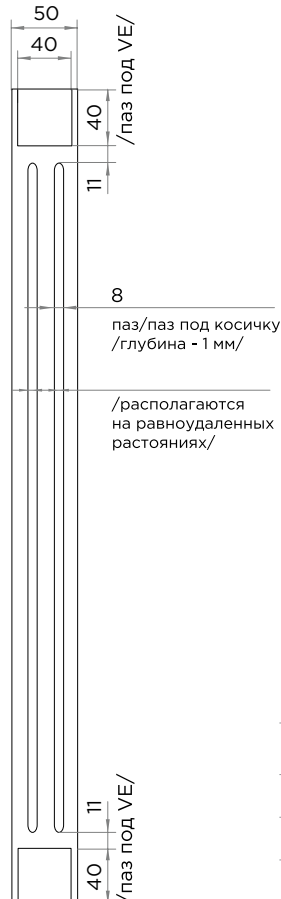 50
40
40
/паз под VE/
11
8
паз/паз под косичку
/глубина - 1 мм/
/располагаются
на равноудаленных
растояниях/
11
40
/паз под VE/